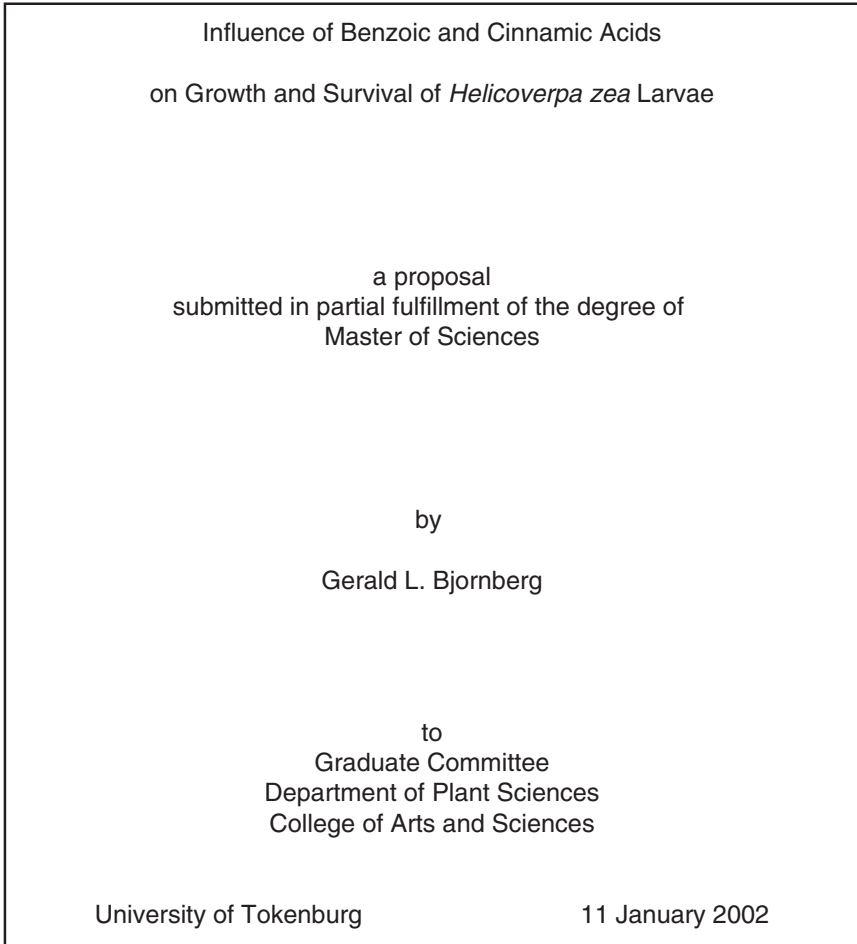 Influence of Benzoic and Cinnamic Acids
on Growth and Survival of Helicoverpa zea Larvae
a proposal
submitted in partial fulfillment of the degree of
Master of Sciences
by
Gerald L. Bjornberg
to
Graduate Committee
Department of Plant Sciences
College of Arts and Sciences
University of Tokenburg 11 January 2002